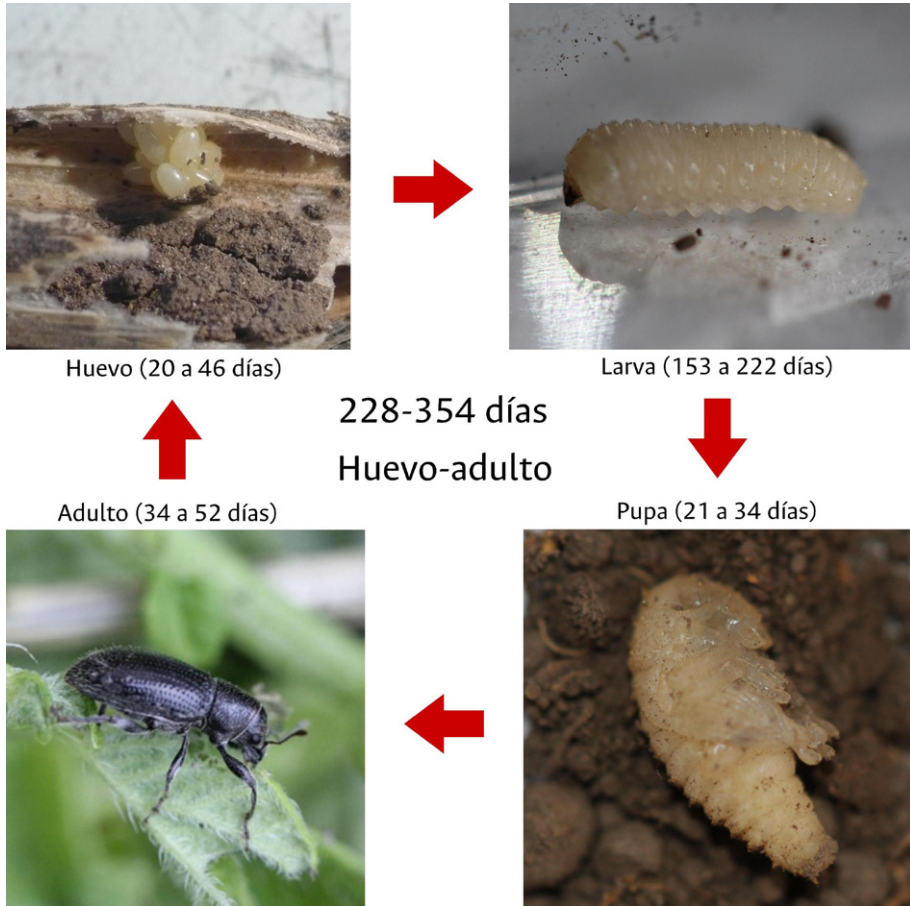 Huevo (20 a 46 días)
Larva (153 a 222 días)
228-354 días
Huevo-adulto
Adulto (34 a 52 días)
Pupa (21 a 34 días)